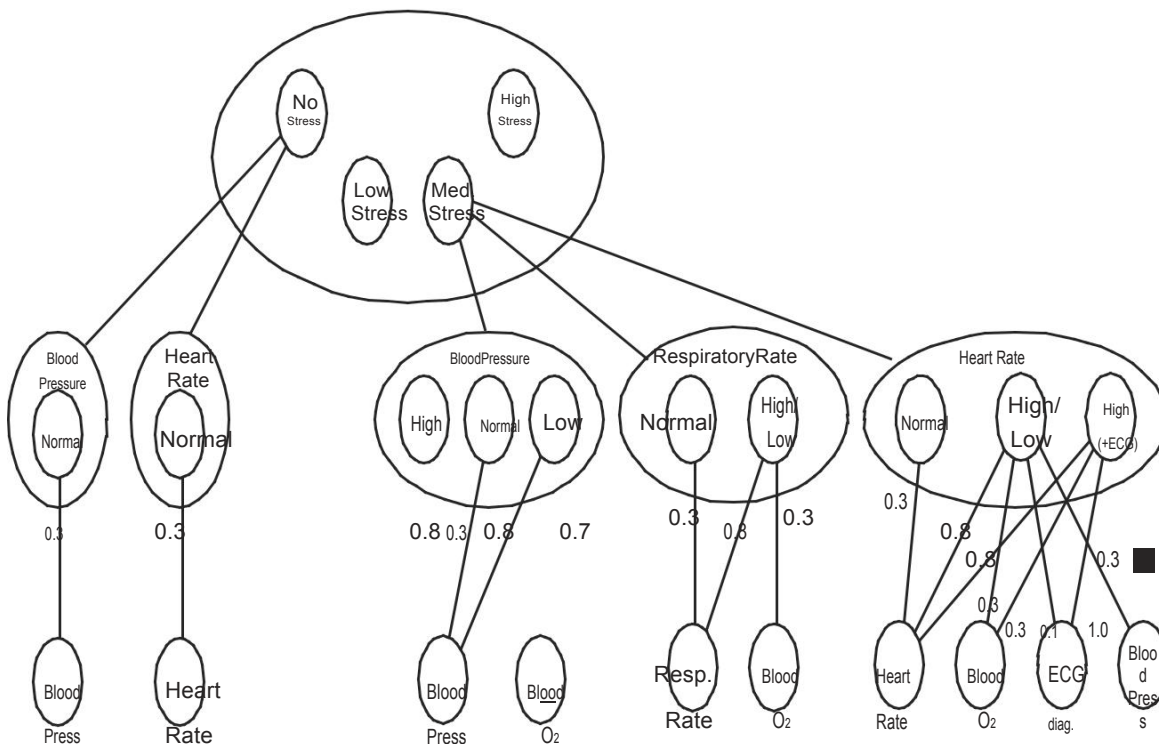 No
Stress
High
Stress
Low
Stress
Med.
Stress
Blood
Pressure
Norma
Heart
Rate
Normal
BloodPressure
High
Normal
Low
RespiratoryRate
Normal
High/
Low
Heart Rate
Normal
High/
Low
High
(+ECG)
0.3
0.3
0.8
0.3
0.8
0.7
0.3
0.8
0.3
0.3
0.8
0.8
0.3
0.3
0.3
0.1
1.0
Blood
Press
Heart
Rate
Blood
Press
Blood
O2
Resp.
Rate
Blood
O2
Heart
Rate
Blood
O2
ECG
diag.
Bloo
d
Pres
s